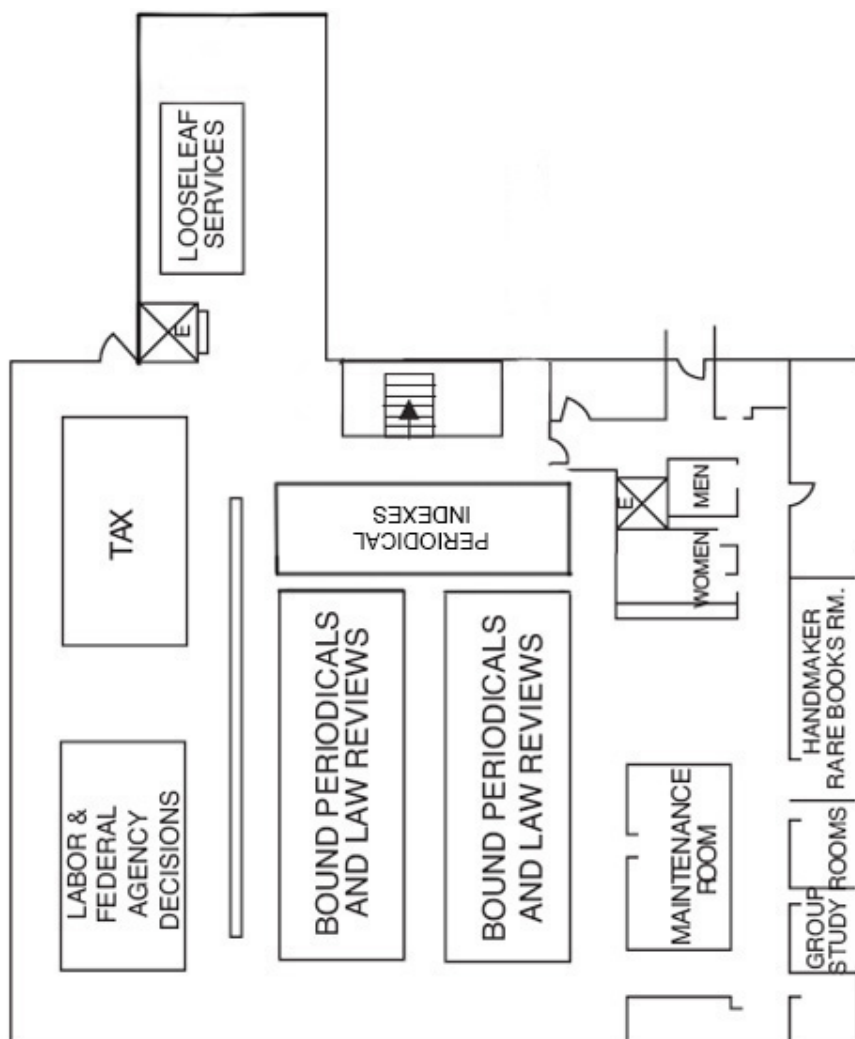 LOOSELEAF
SERVICES
E
TAX
PERIODICAL
INDEXES
E
MEN
WOMEN
HANDMAKER
RARE BOOKS RM.
LABOR &
FEDERAL
AGENCY
DECISIONS
BOUND PERIODICALS
AND LAW REVIEWS
BOUND PERIODICALS
AND LAW REVIEWS
MAINTENANCE
ROOM
GROUP
STUDY ROOMS